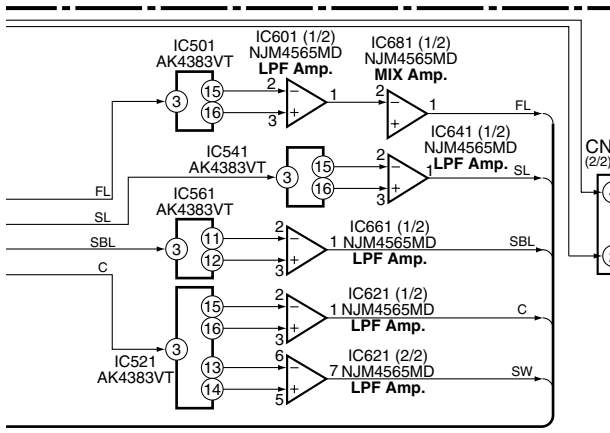 IC501
AK4383VT
IC601 (1/2)
NJM4565MD
LPF Amp.
IC681 (1/2)
NJM4565MD
MIX Amp.
3
15
16
2
3
1
2
1
FL
IC541
AK4383VT
3
15
16
2
3
1
IC641 (1/2)
NJM4565MD
LPF Amp.
SL
CN
(2/2)
FL
SL
SBL
C
IC561
AK4383VT
3
11
12
2
3
1
IC661 (1/2)
NJM4565MD
LPF Amp.
SBL
IC521
AK4383VT
3
15
16
13
14
2
3
1
IC621 (1/2)
NJM4565MD
LPF Amp.
C
6
5
7
IC621 (2/2)
NJM4565MD
LPF Amp.
SW